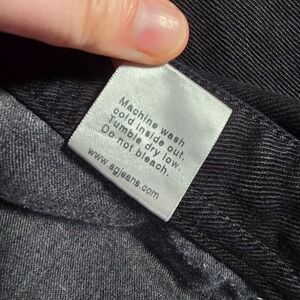 Machine wash
cold inside out.
Tumble dry low.
Do not bleach.
www.agjeans.com